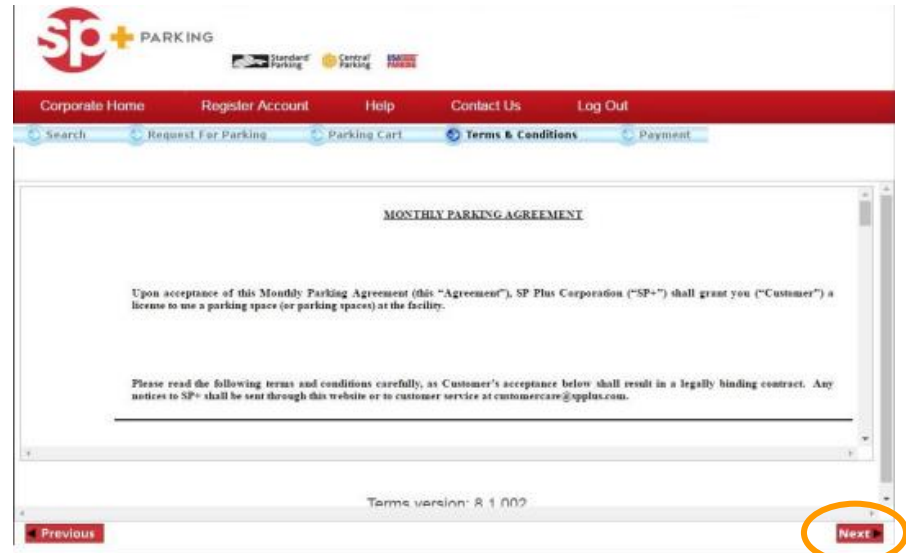 sp+ PARKING
Standard Parking Central Parking USA PARKING
Corporate Home Register Account Help Contact Us Log Out
Search Request For Parking Parking Cart Terms & Conditions Payment
MONTHLY PARKING AGREEMENT
Upon acceptance of this Monthly Parking Agreement (this “Agreement”), SP Plus Corporation (“SP+”) shall grant you (“Customer”) a
license to use a parking space (or parking spaces) at the facility.
Please read the following terms and conditions carefully, as Customer’s acceptance below shall result in a legally binding contract. Any
notices to SP+ shall be sent through this website or to customer service at customercare@spplus.com.
Terms version: 8.1.002
Previous Next